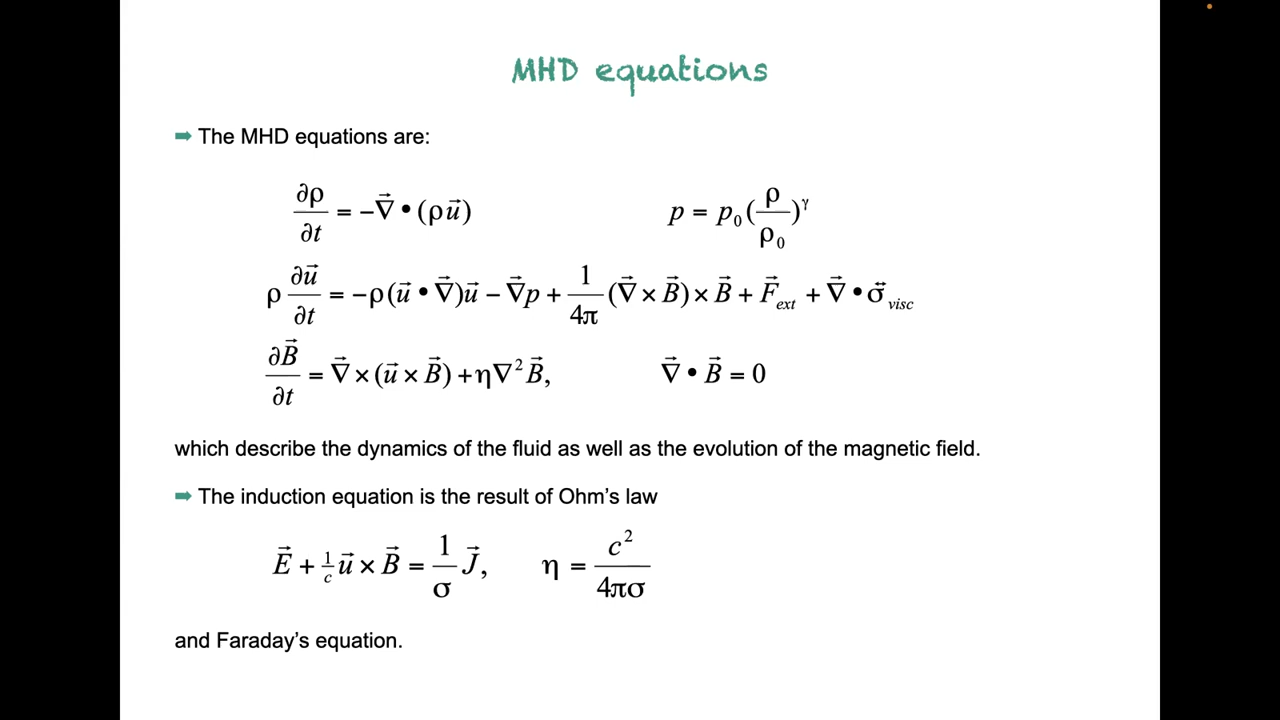 MHD equations
➡ The MHD equations are:
∂ρ/∂t = −∇⃗ • (ρu⃗)    p = p₀(ρ/ρ₀)^γ
ρ ∂u⃗/∂t = −ρ(u⃗ • ∇⃗)u⃗ − ∇⃗p + 1/4π (∇⃗ × B⃗) × B⃗ + F⃗_ext + ∇⃗ • σ⃡_visc
∂B⃗/∂t = ∇⃗ × (u⃗ × B⃗) + η∇²B⃗,    ∇⃗ • B⃗ = 0
which describe the dynamics of the fluid as well as the evolution of the magnetic field.
➡ The induction equation is the result of Ohm’s law
E⃗ + 1/c u⃗ × B⃗ = 1/σ J⃗,    η = c²/4πσ
and Faraday’s equation.